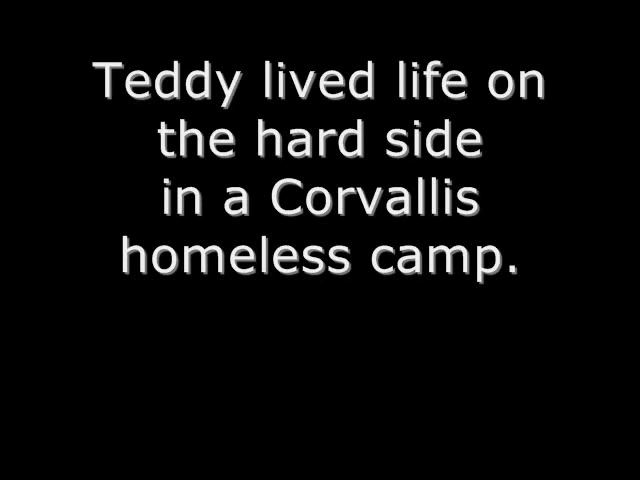 Teddy lived life on
the hard side
in a Corvallis
homeless camp.